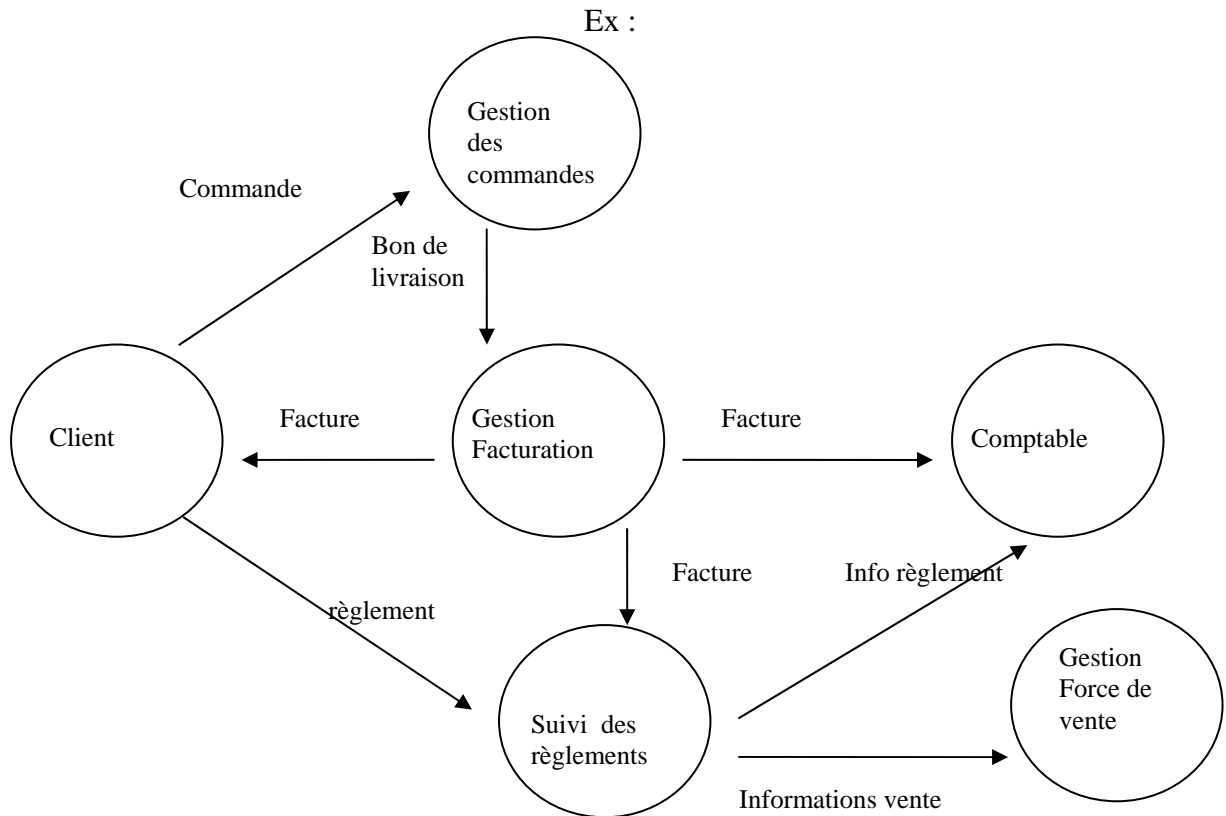 Ex :
Gestion
des
commandes
Commande
Bon de
livraison
Client
Facture
Gestion
Facturation
Facture
Comptable
Facture
Info règlement
règlement
Gestion
Force de
vente
Suivi des
règlements
Informations vente